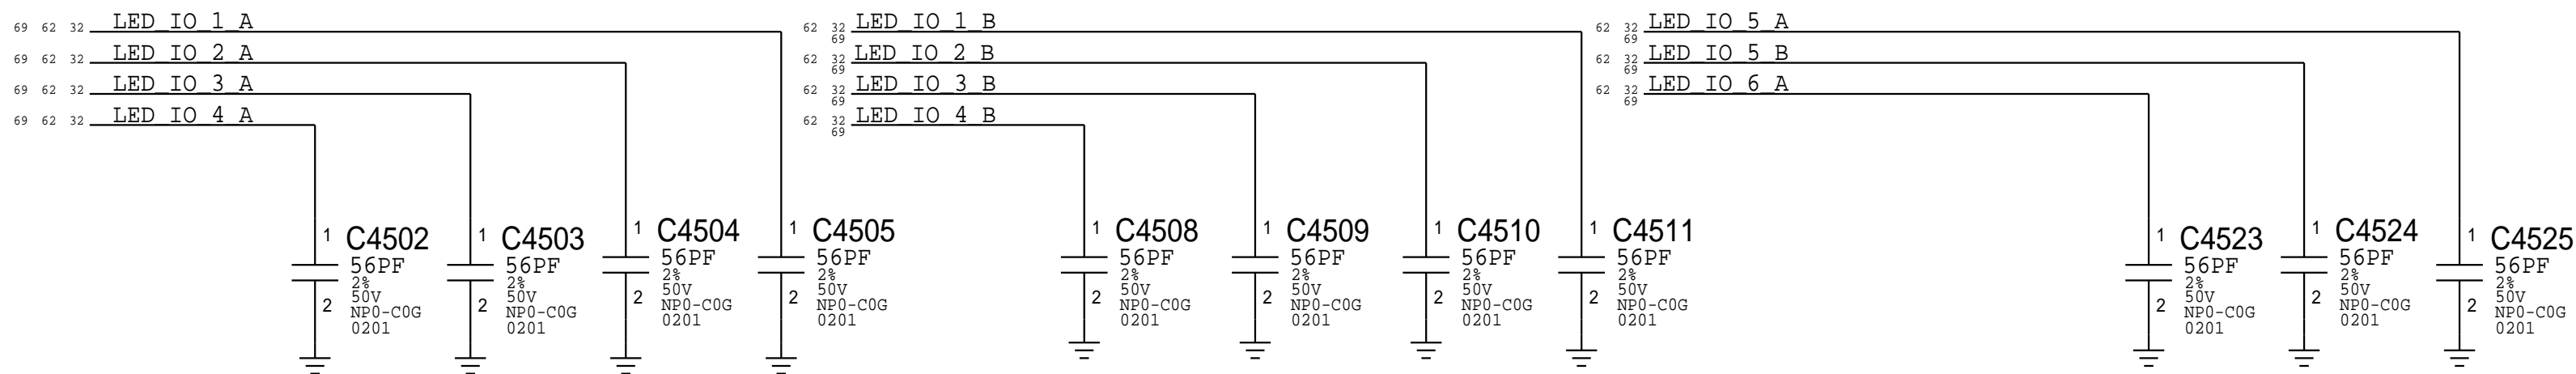 69 62 32 LED_IO_1_A
69 62 32 LED_IO_2_A
69 62 32 LED_IO_3_A
69 62 32 LED_IO_4_A
62 32 69 LED_IO_1_B
62 32 69 LED_IO_2_B
62 32 69 LED_IO_3_B
62 32 69 LED_IO_4_B
62 32 69 LED_IO_5_A
62 32 69 LED_IO_5_B
62 32 69 LED_IO_6_A
1 C4502
56PF
2%
50V
2 NP0-C0G
0201
1 C4503
56PF
2%
50V
2 NP0-C0G
0201
1 C4504
56PF
2%
50V
2 NP0-C0G
0201
1 C4505
56PF
2%
50V
2 NP0-C0G
0201
1 C4508
56PF
2%
50V
2 NP0-C0G
0201
1 C4509
56PF
2%
50V
2 NP0-C0G
0201
1 C4510
56PF
2%
50V
2 NP0-C0G
0201
1 C4511
56PF
2%
50V
2 NP0-C0G
0201
1 C4523
56PF
2%
50V
2 NP0-C0G
0201
1 C4524
56PF
2%
50V
2 NP0-C0G
0201
1 C4525
56PF
2%
50V
2 NP0-C0G
0201